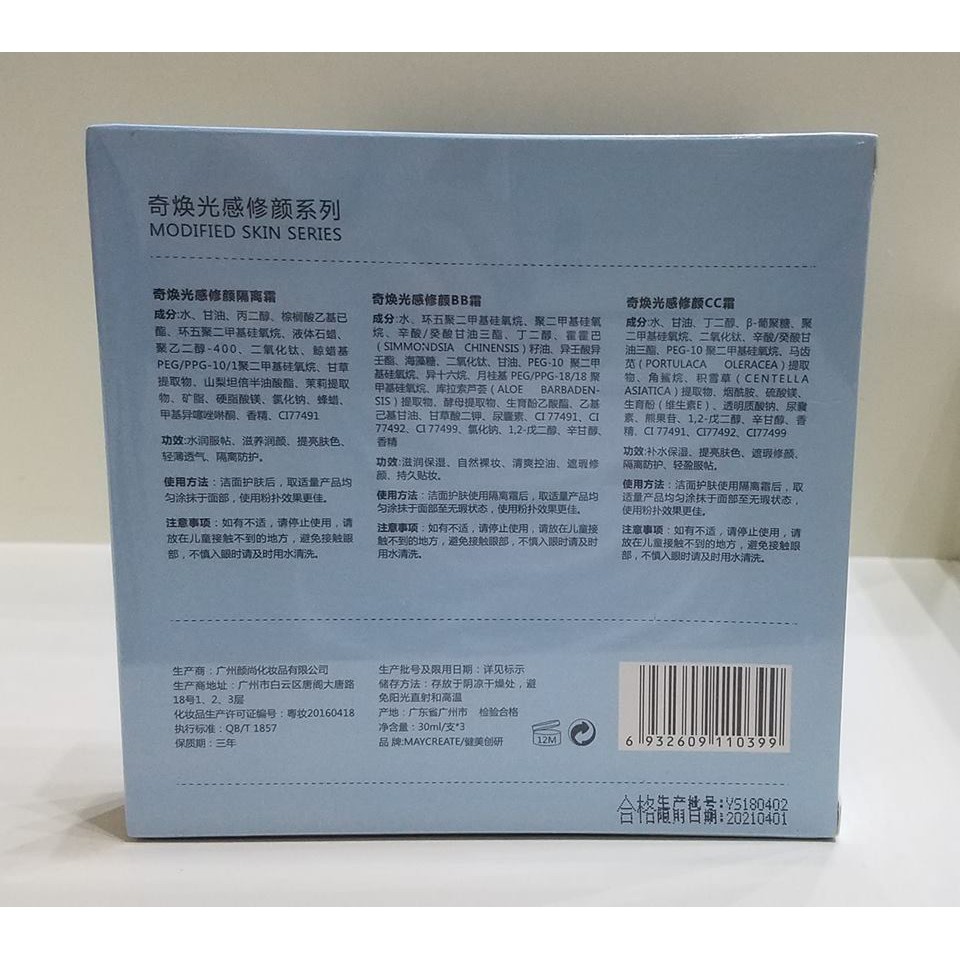 奇焕光感修颜系列
MODIFIED SKIN SERIES
奇焕光感修颜隔离霜
成分:水、甘油、丙二醇、棕榈酸乙基已
酯、环五聚二甲基硅氧烷、液体石蜡、
聚乙二醇-400、二氧化钛、鲸蜡基
PEG/PPG-10/1聚二甲基硅氧烷、甘草
提取物、山梨坦倍半油酸酯、茉莉提取
物、矿脂、硬脂酸镁、氯化钠、蜂蜡、
甲基异噻唑啉酮、香精、CI77491
功效:水润服帖、滋养润颜、提亮肤色、
轻薄透气、隔离防护。
使用方法：洁面护肤后，取适量产品均
匀涂抹于面部，使用粉扑效果更佳。
注意事项：如有不适，请停止使用，请
放在儿童接触不到的地方，避免接触眼
部，不慎入眼时请及时用水清洗。
奇焕光感修颜BB霜
成分:水、环五聚二甲基硅氧烷、聚二甲基硅氧
烷、辛酸/癸酸甘油三酯、丁二醇、霍霍巴
(SIMMONDSIA CHINENSIS) 籽油、异壬酸异
壬酯、海藻糖、二氧化钛、甘油、PEG-10 聚二甲
基硅氧烷、异十六烷、月桂基 PEG/PPG-18/18 聚
甲基硅氧烷、库拉索芦荟 (ALOE BARBADEN-
SIS) 提取物、酵母提取物、生育酚乙酸酯、乙基
己基甘油、甘草酸二钾、尿囊素、CI 77491、CI
77492、CI 77499、氯化钠、1,2-戊二醇、辛甘醇、
香精
功效:滋润保湿、自然裸妆、清爽控油、遮瑕修
颜、持久贴妆。
使用方法：洁面护肤使用隔离霜后，取适量产品均
匀涂抹于面部至无瑕状态，使用粉扑效果更佳。
注意事项：如有不适，请停止使用，请放在儿童接
触不到的地方，避免接触眼部，不慎入眼时请及时
用水清洗。
奇焕光感修颜CC霜
成分:水、甘油、丁二醇、β-葡聚糖、聚
二甲基硅氧烷、二氧化钛、辛酸/癸酸甘
油三酯、PEG-10 聚二甲基硅氧烷、马齿
苋 (PORTULACA OLERACEA) 提取
物、角鲨烷、积雪草 (CENTELLA
ASIATICA) 提取物、烟酰胺、硫酸镁、
生育酚（维生素E）、透明质酸钠、尿囊
素、熊果苷、1,2-戊二醇、辛甘醇、香
精、CI 77491、CI77492、CI77499
功效:补水保湿、提亮肤色、遮瑕修颜、
隔离防护、轻盈服帖。
使用方法：洁面护肤使用隔离霜后，取
适量产品均匀涂抹于面部至无瑕状态，
使用粉扑效果更佳。
注意事项：如有不适，请停止使用，请
放在儿童接触不到的地方，避免接触眼
部，不慎入眼时请及时用水清洗。
生产商：广州颜尚化妆品有限公司
生产商地址：广州市白云区唐阁大唐路
18号1、2、3层
化妆品生产许可证编号：粤妆20160418
执行标准：QB/T 1857
保质期：三年
生产批号及限用日期：详见标示
储存方法：存放于阴凉干燥处，避
免阳光直射和高温
产地：广东省广州市 检验合格
净含量：30ml/支*3
品 牌:MAYCREATE/健美创研
12M
6 932609 110399
合格生产批号:YS180402
限用日期:20210401